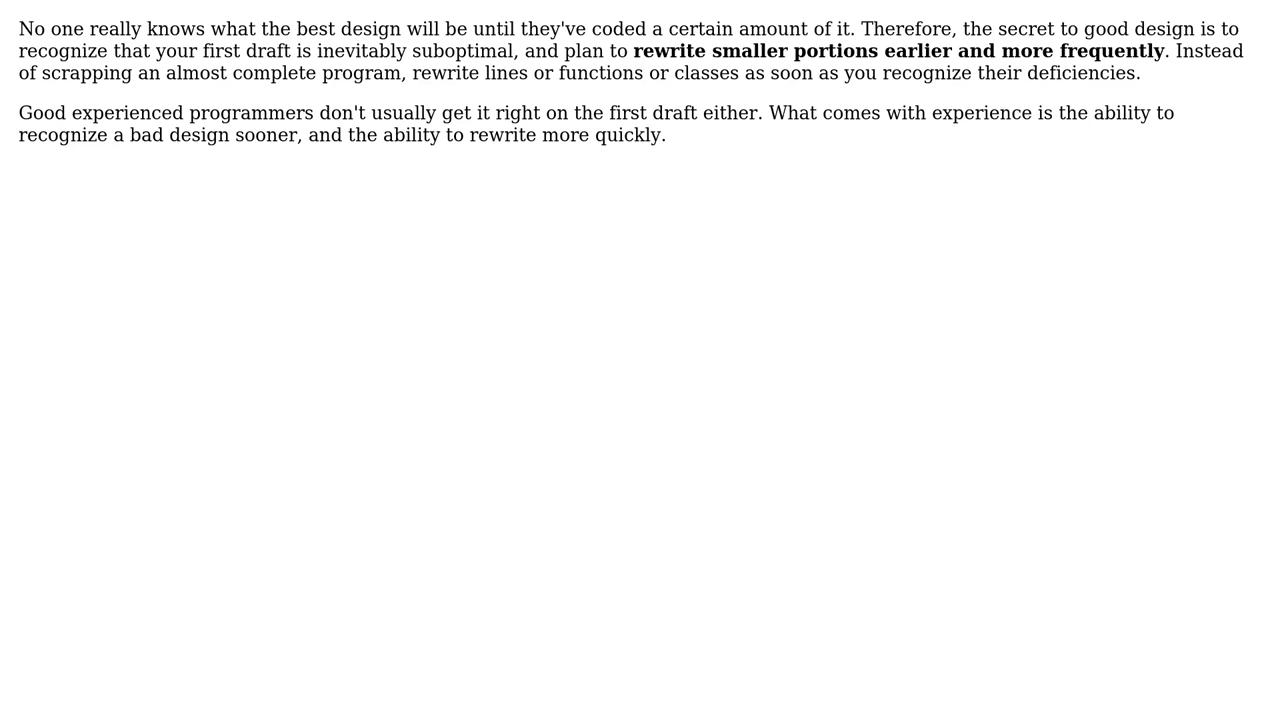 No one really knows what the best design will be until they've coded a certain amount of it. Therefore, the secret to good design is to
recognize that your first draft is inevitably suboptimal, and plan to rewrite smaller portions earlier and more frequently. Instead
of scrapping an almost complete program, rewrite lines or functions or classes as soon as you recognize their deficiencies.
Good experienced programmers don't usually get it right on the first draft either. What comes with experience is the ability to
recognize a bad design sooner, and the ability to rewrite more quickly.